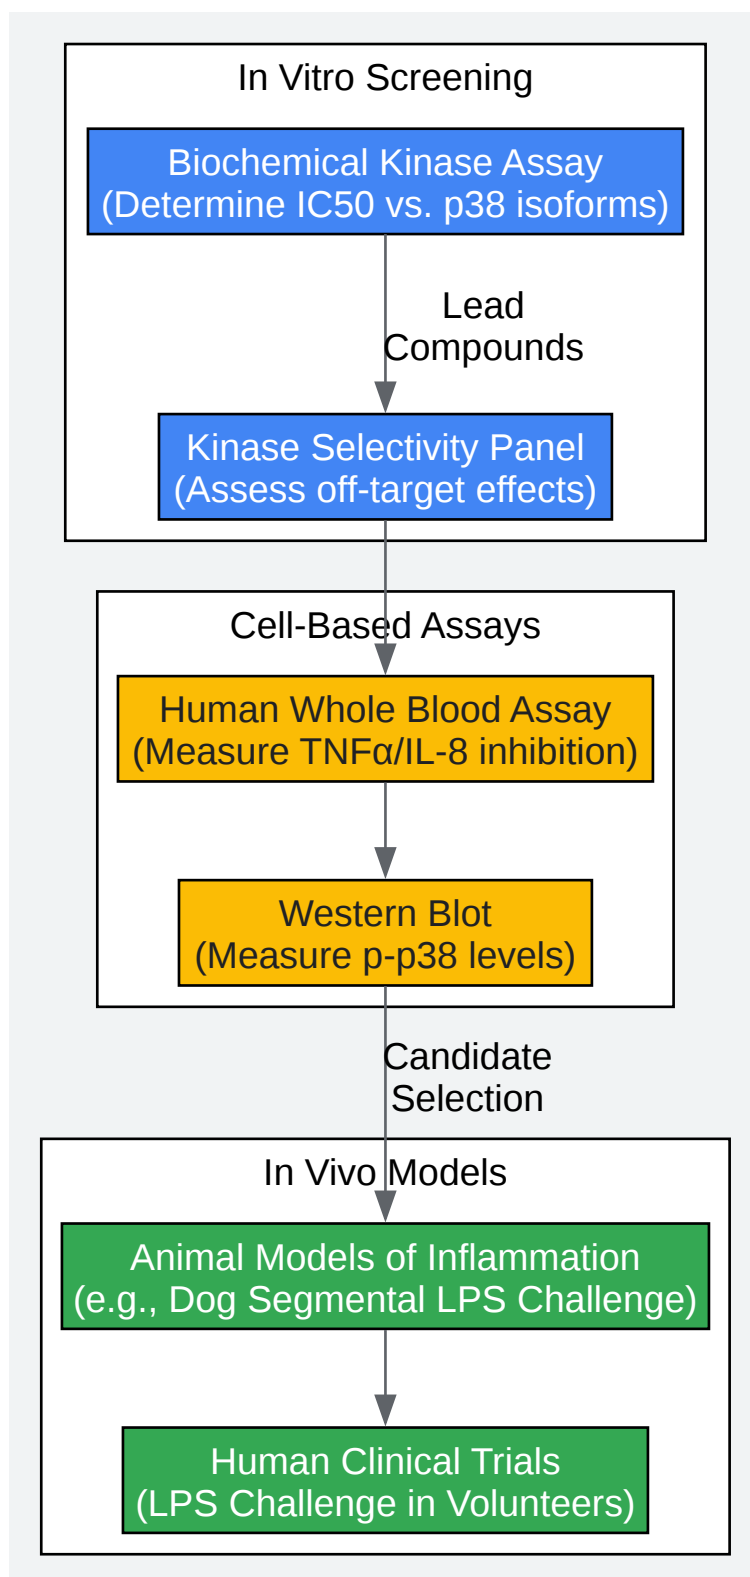 In Vitro Screening
Biochemical Kinase Assay
(Determine IC50 vs. p38 isoforms)
Lead
Compounds
Kinase Selectivity Panel
(Assess off-target effects)
Cell-Based Assays
Human Whole Blood Assay
(Measure TNFα/IL-8 inhibition)
Western Blot
(Measure p-p38 levels)
Candidate
Selection
In Vivo Models
Animal Models of Inflammation
(e.g., Dog Segmental LPS Challenge)
Human Clinical Trials
(LPS Challenge in Volunteers)